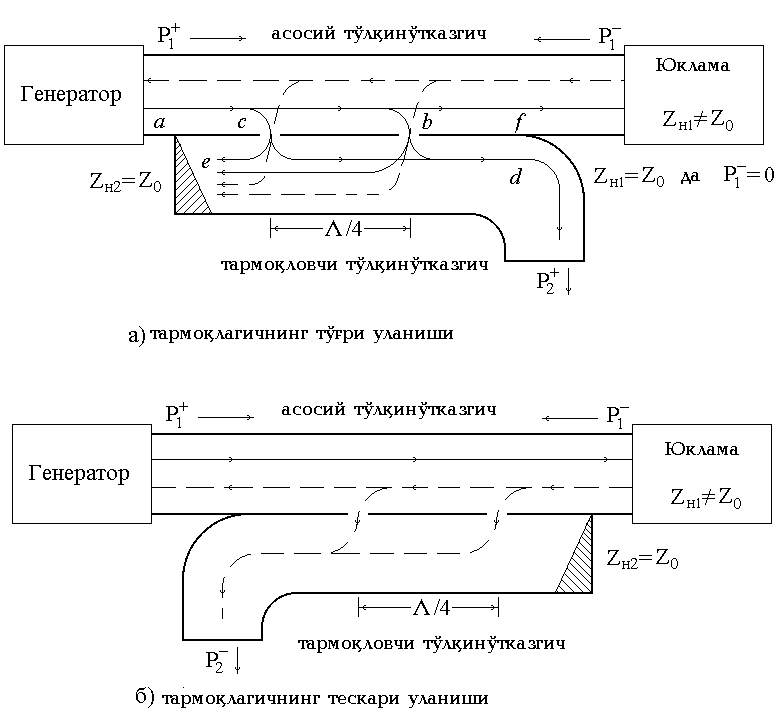 P₁⁺ асосий тўлқинўтказгич P₁⁻
Генератор
Юклама
Zн1≠Z0
a c b f
e d
Zн2=Z0
Zн1=Z0 да P₁⁻=0
Λ/4
тармоқловчи тўлқинўтказгич
P₂⁺
а) тармоқлагичнинг тўғри уланиши
P₁⁺ асосий тўлқинўтказгич P₁⁻
Генератор
Юклама
Zн1≠Z0
Zн2=Z0
Λ/4
тармоқловчи тўлқинўтказгич
P₂⁻
б) тармоқлагичнинг тескари уланиши